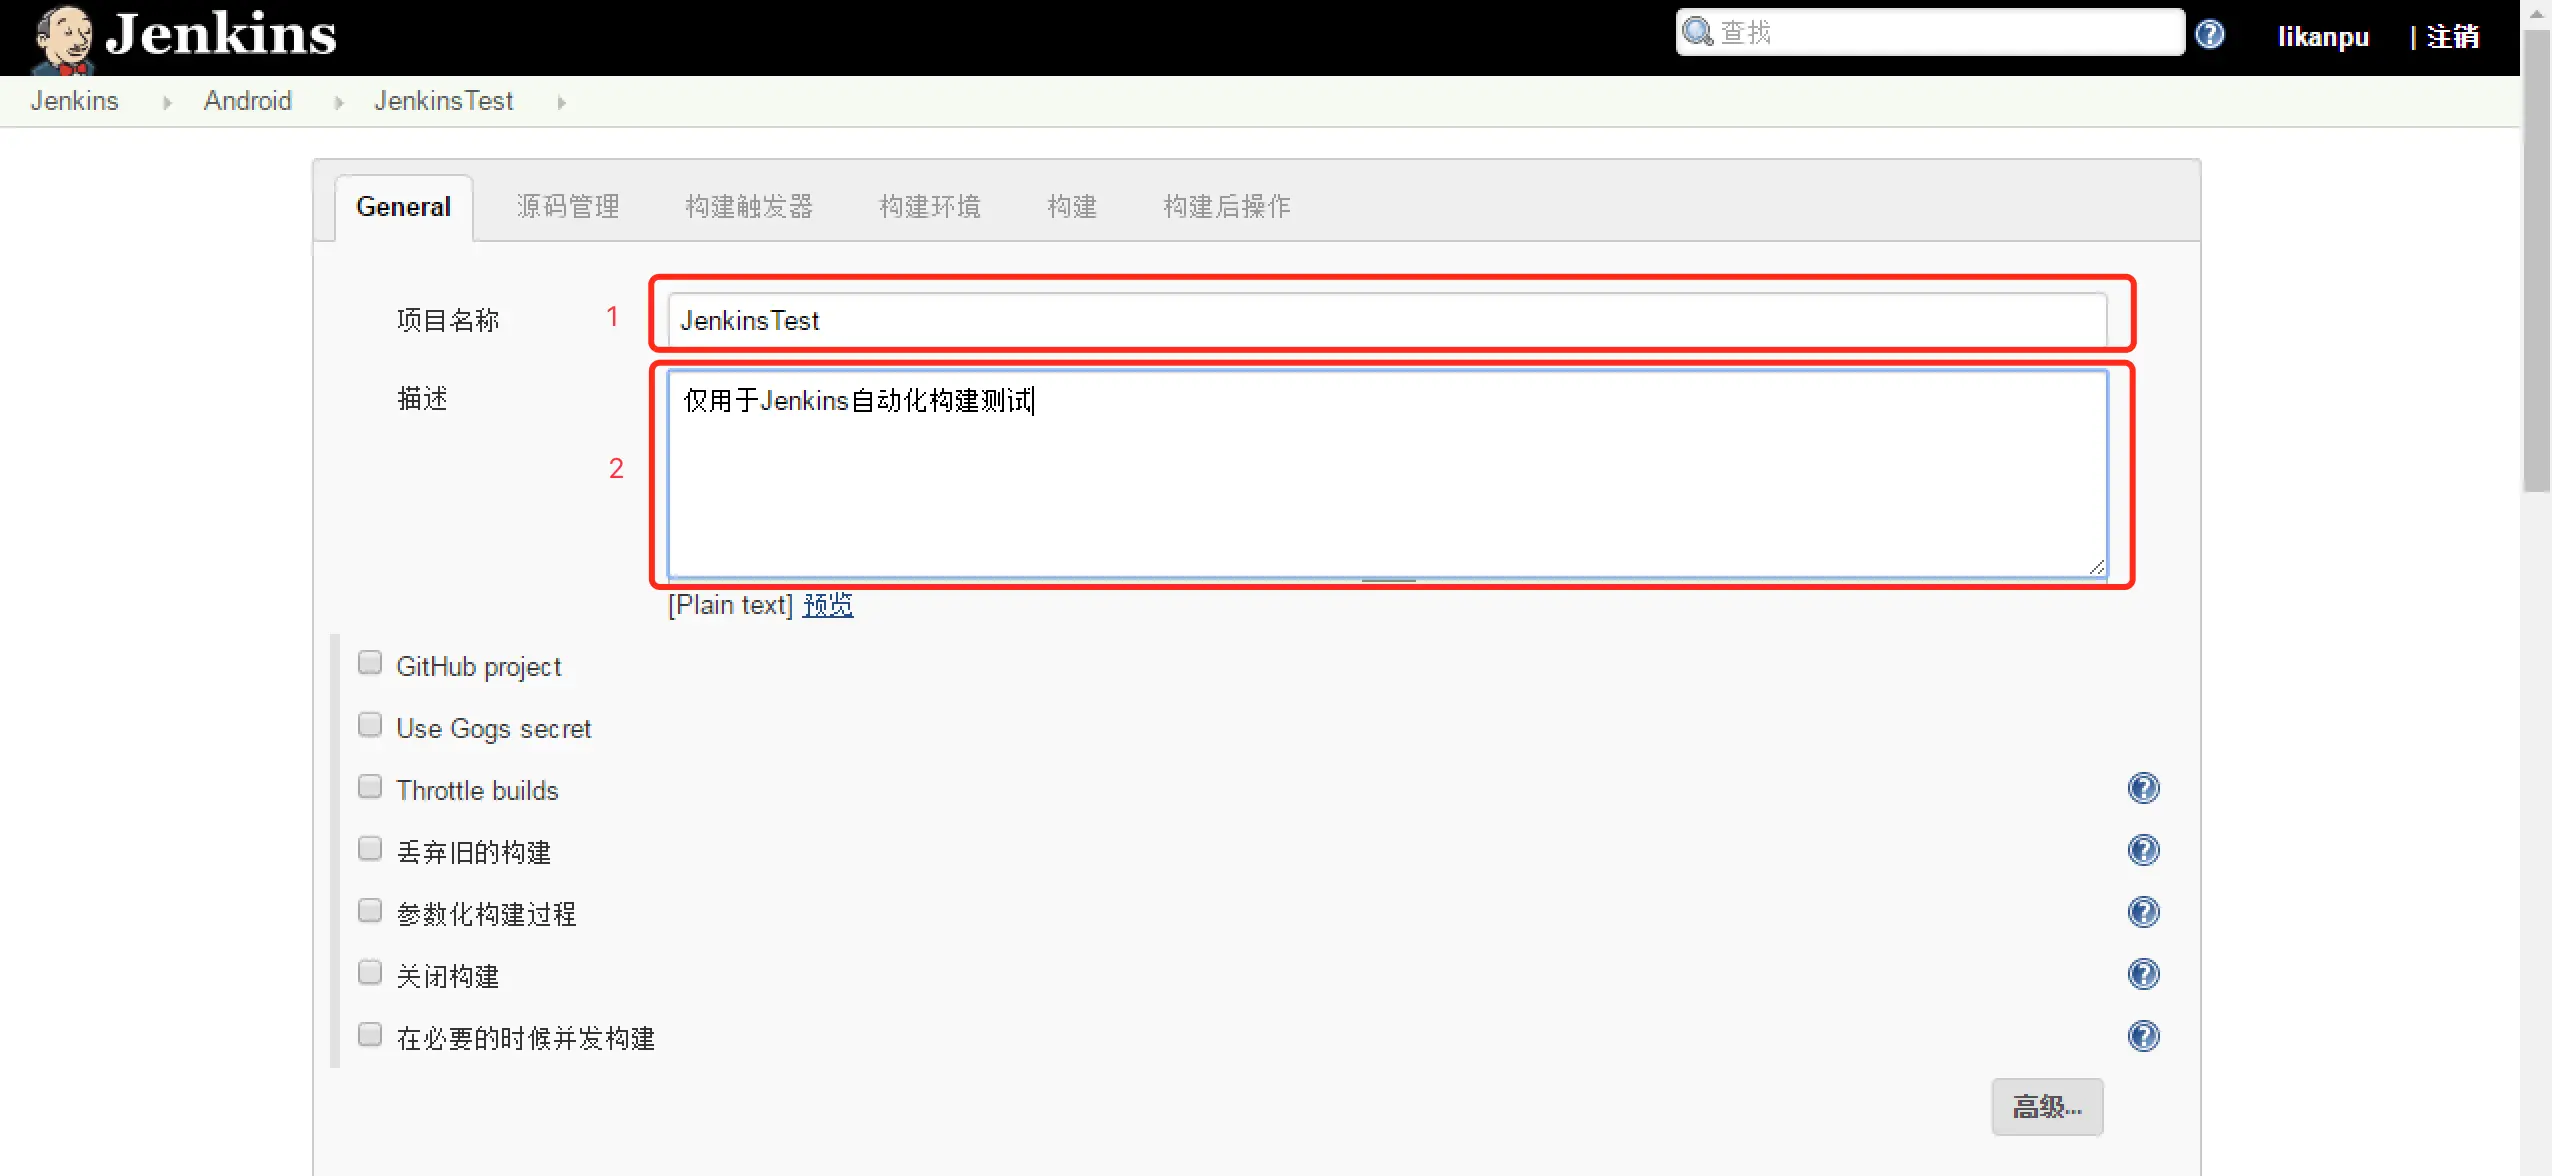 Jenkins
查找
likanpu | 注销
Jenkins Android JenkinsTest
General 源码管理 构建触发器 构建环境 构建 构建后操作
项目名称 1 JenkinsTest
描述 仅用于Jenkins自动化构建测试
2
[Plain text] 预览
GitHub project
Use Gogs secret
Throttle builds
丢弃旧的构建
参数化构建过程
关闭构建
在必要的时候并发构建
高级...